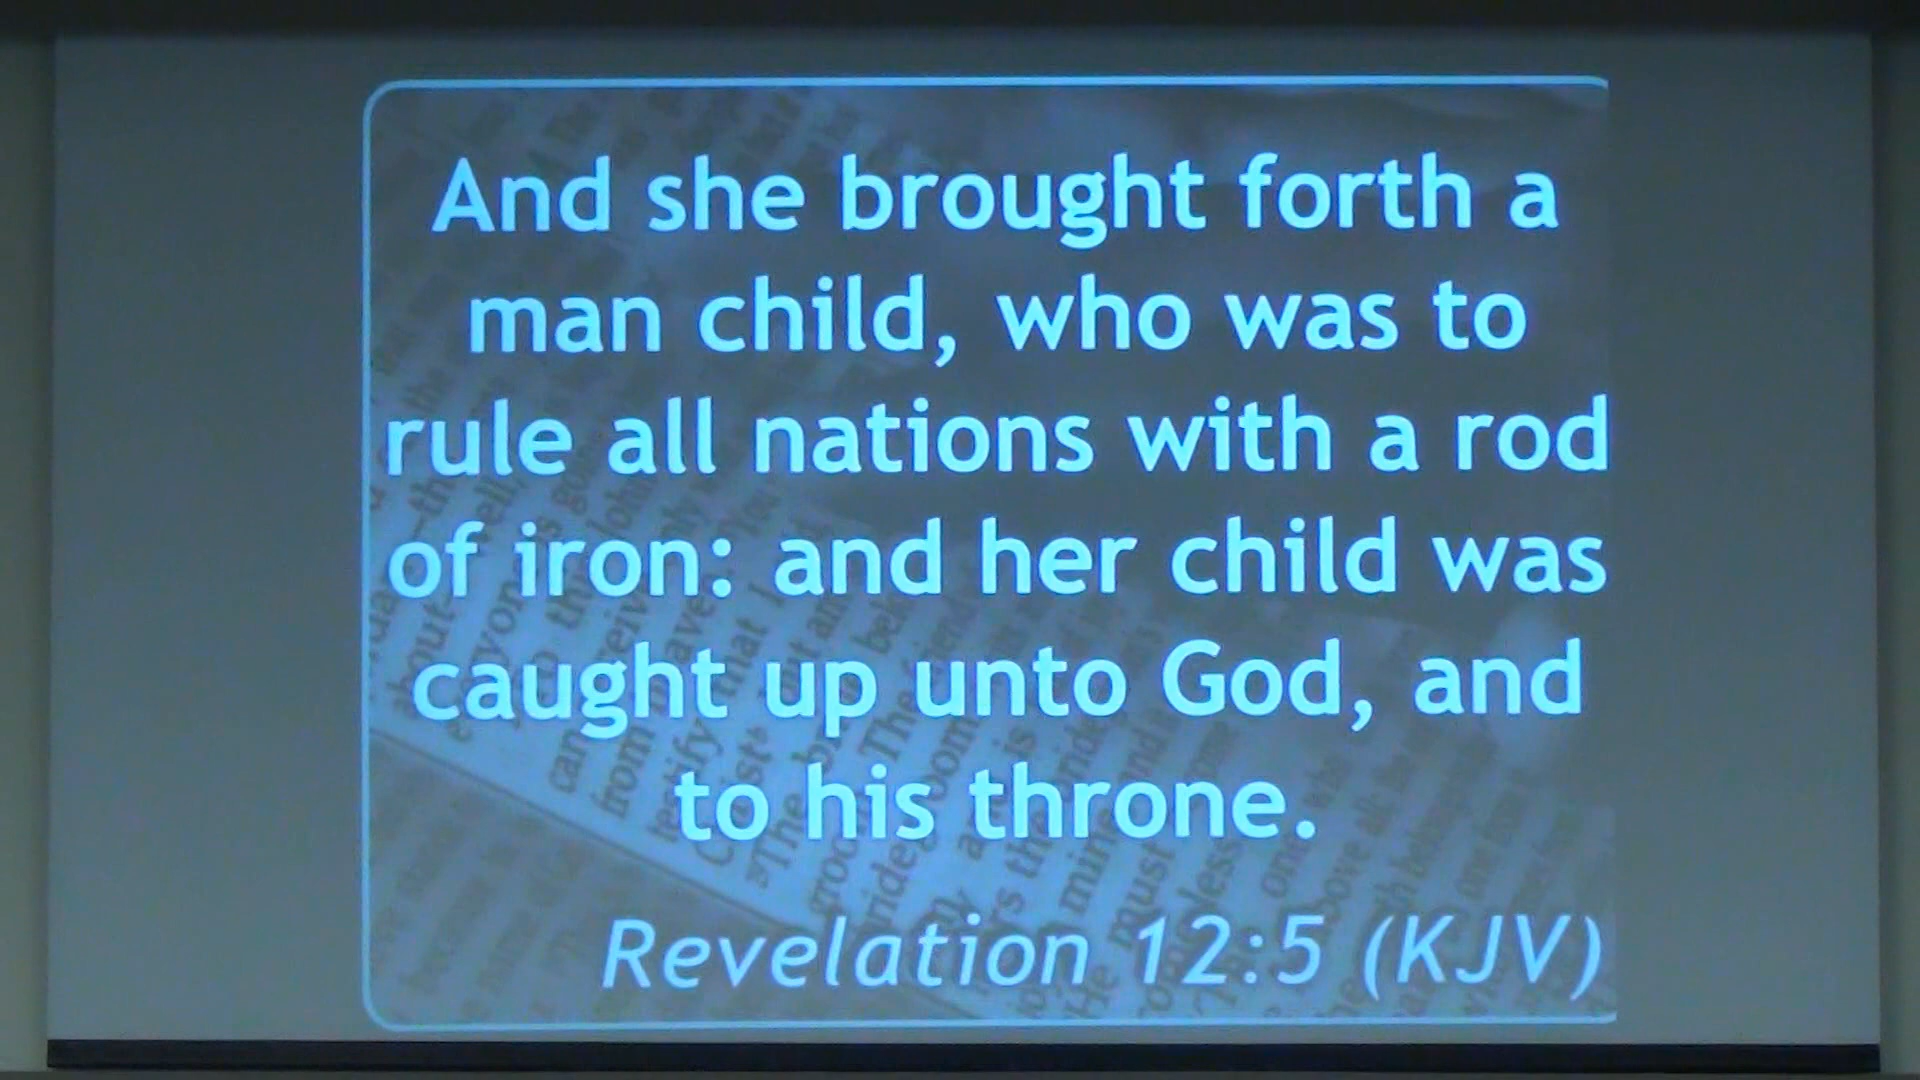 And she brought forth a
man child, who was to
rule all nations with a rod
of iron: and her child was
caught up unto God, and
to his throne.
Revelation 12:5 (KJV)